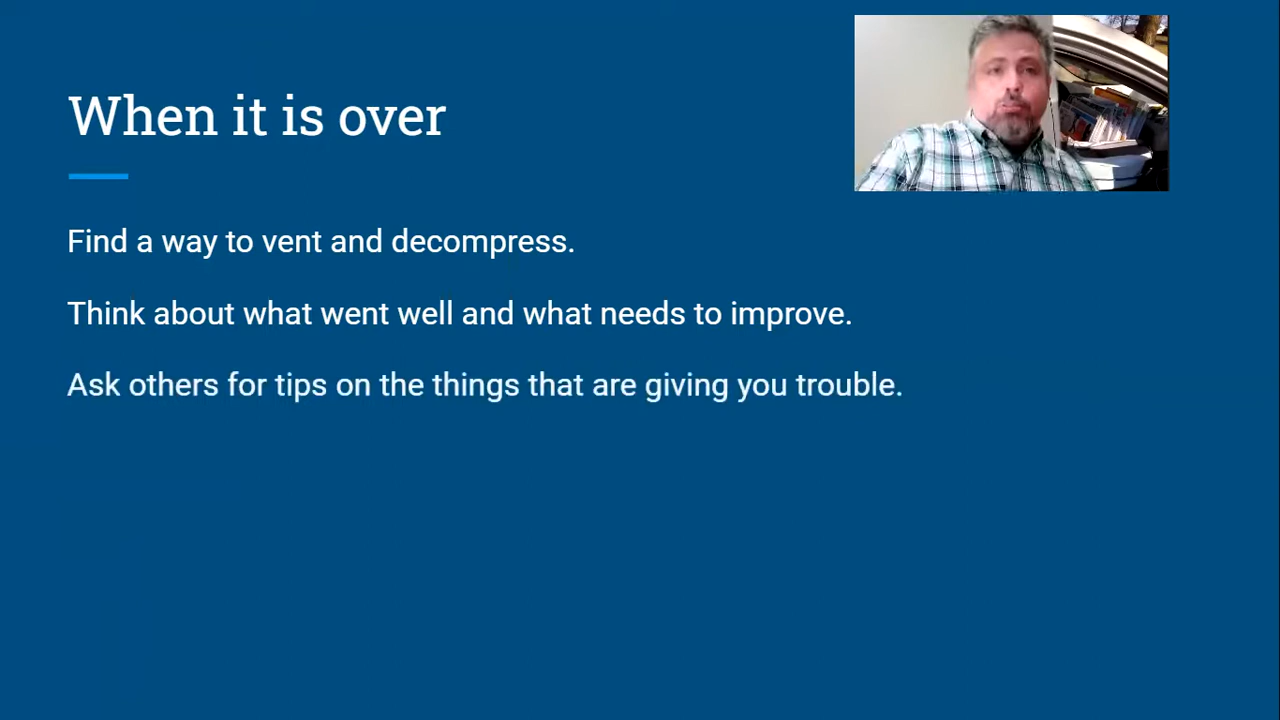 When it is over
Find a way to vent and decompress.
Think about what went well and what needs to improve.
Ask others for tips on the things that are giving you trouble.